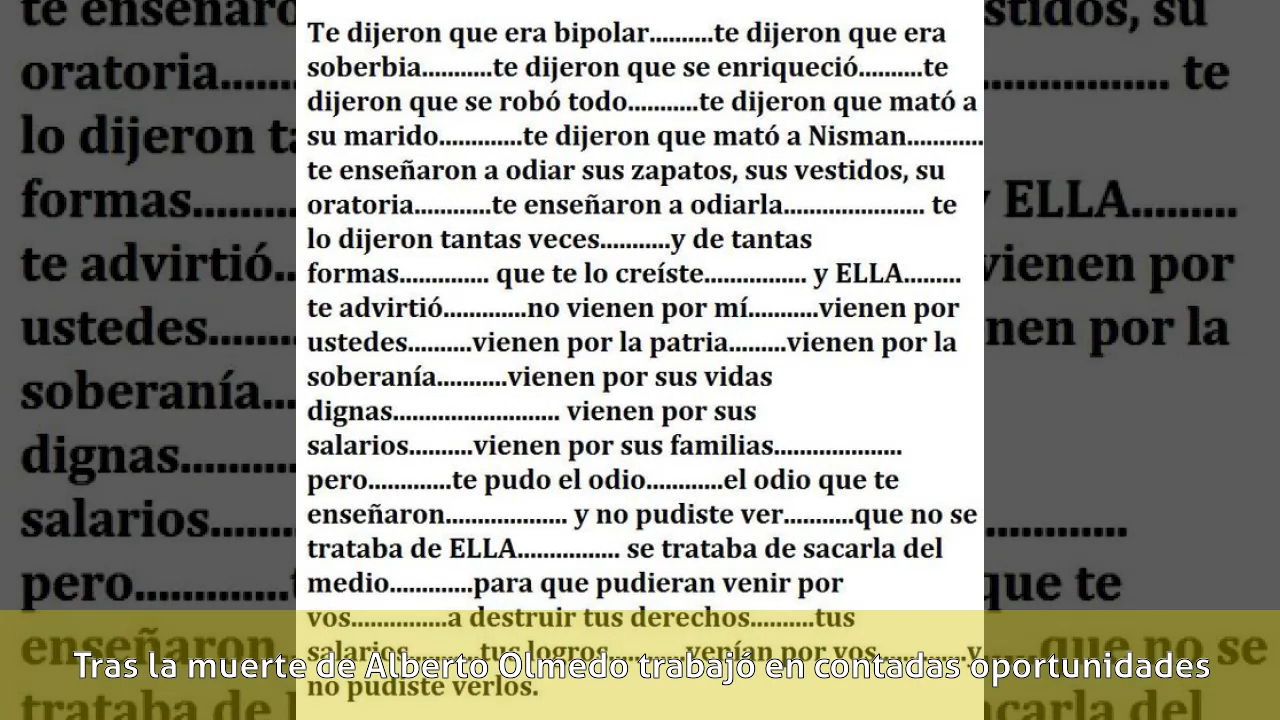 Te dijeron que era bipolar..........te dijeron que era
soberbia...........te dijeron que se enriqueció..........te
dijeron que se robó todo...........te dijeron que mató a
su marido.............te dijeron que mató a Nisman............
te enseñaron a odiar sus zapatos, sus vestidos, su
oratoria............te enseñaron a odiarla...................... te
lo dijeron tantas veces...........y de tantas
formas.............. que te lo creíste................ y ELLA.........
te advirtió.............no vienen por mí...........vienen por
ustedes..........vienen por la patria.........vienen por la
soberanía...........vienen por sus vidas
dignas.......................... vienen por sus
salarios..........vienen por sus familias....................
pero.............te pudo el odio............el odio que te
enseñaron................... y no pudiste ver...........que no se
trataba de ELLA................ se trataba de sacarla del
medio.............para que pudieran venir por
vos...............a destruir tus derechos..........tus
salarios...........tus logros............venían por vos..............y
no pudiste verlos.
Tras la muerte de Alberto Olmedo trabajó en contadas oportunidades